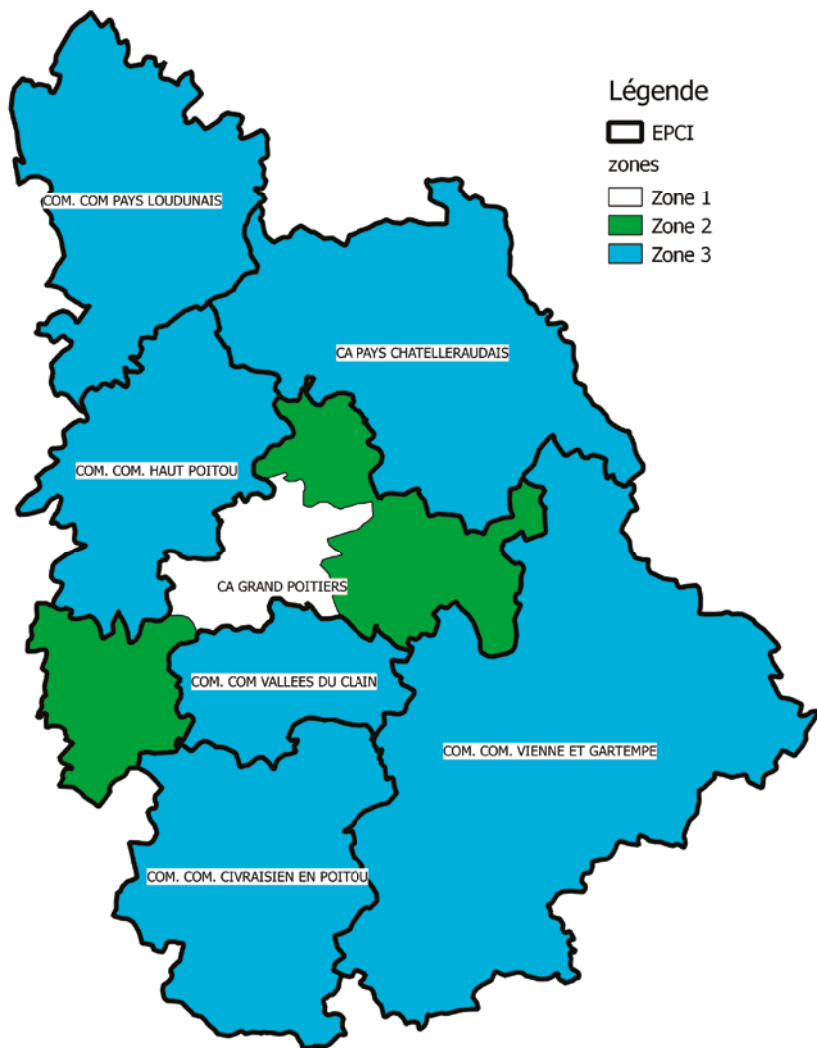 Légende
EPCI
zones
Zone 1
Zone 2
Zone 3
COM. COM PAYS LOUDUNAIS
CA PAYS CHATELLERAUDAIS
COM. COM. HAUT POITOU
CA GRAND POITIERS
COM. COM VALLEES DU CLAIN
COM. COM. VIENNE ET GARTEMPE
COM. COM. CIVRAISIEN EN POITOU